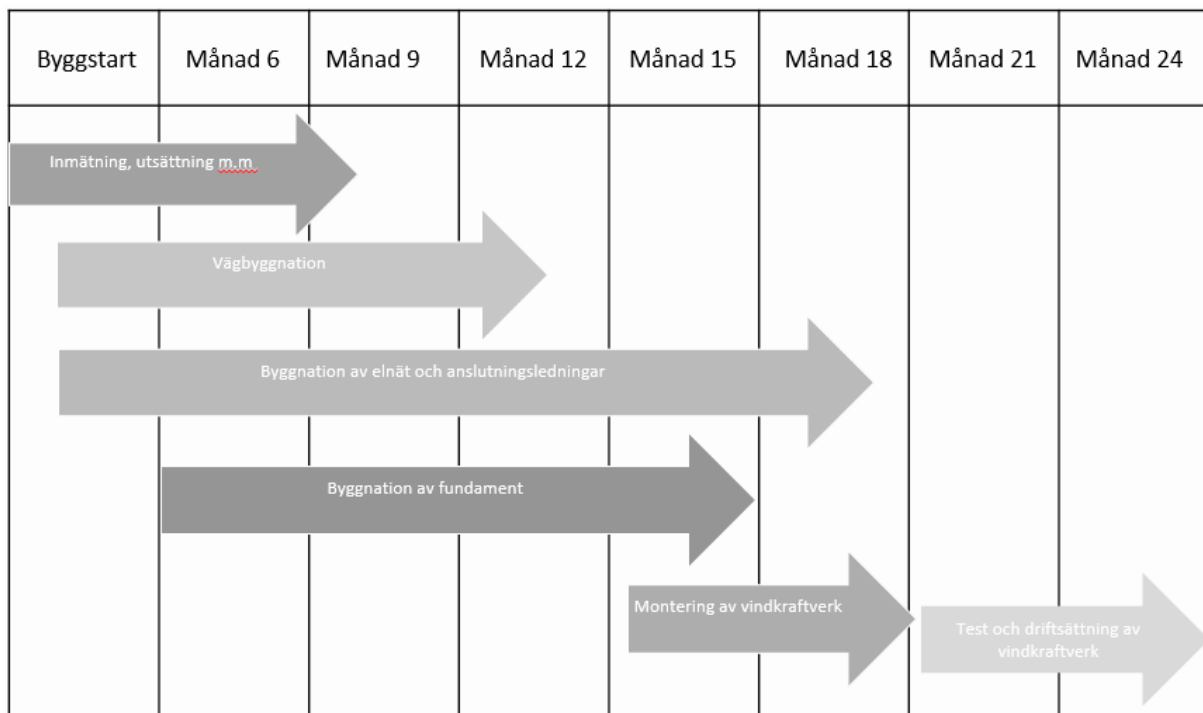 Byggstart
Månad 6
Månad 9
Månad 12
Månad 15
Månad 18
Månad 21
Månad 24
Inmätning, utsättning m.m
Vägbyggnation
Byggnation av elnät och anslutningsledningar
Byggnation av fundament
Montering av vindkraftverk
Test och driftsättning av
vindkraftverk